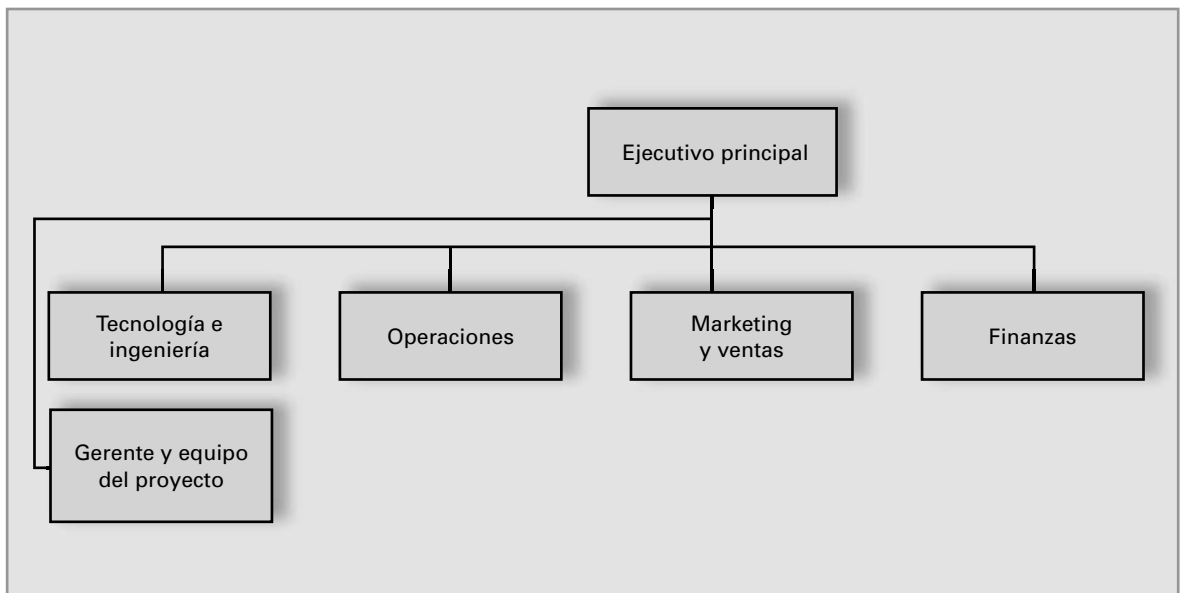 Ejecutivo principal
Tecnología e
ingeniería
Operaciones
Marketing
y ventas
Finanzas
Gerente y equipo
del proyecto